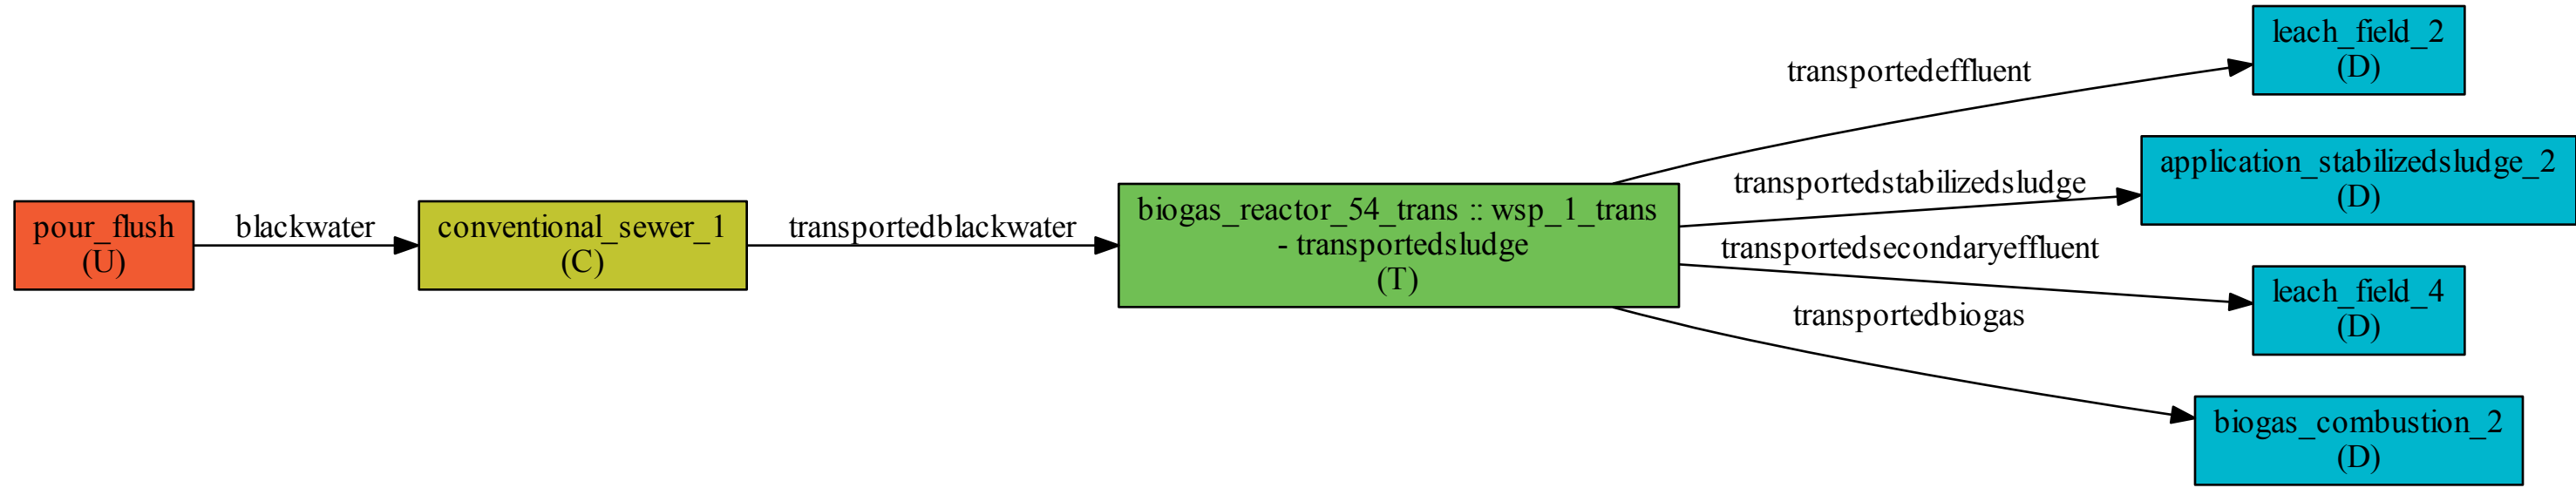 pour_flush
(U)
blackwater
conventional_sewer_1
(C)
transportedblackwater
biogas_reactor_54_trans :: wsp_1_trans
- transportedsludge
(T)
transportedeffluent
transportedstabilizedsludge
transportedsecondaryeffluent
transportedbiogas
leach_field_2
(D)
application_stabilizedsludge_2
(D)
leach_field_4
(D)
biogas_combustion_2
(D)